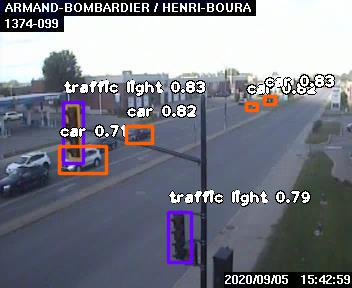 ARMAND-BOMBARDIER / HENRI-BOURA
1374-099
car 0.83
traffic light 0.83
car 0.82
car 0.82
car 0.71
traffic light 0.79
2020/09/05 15:42:59